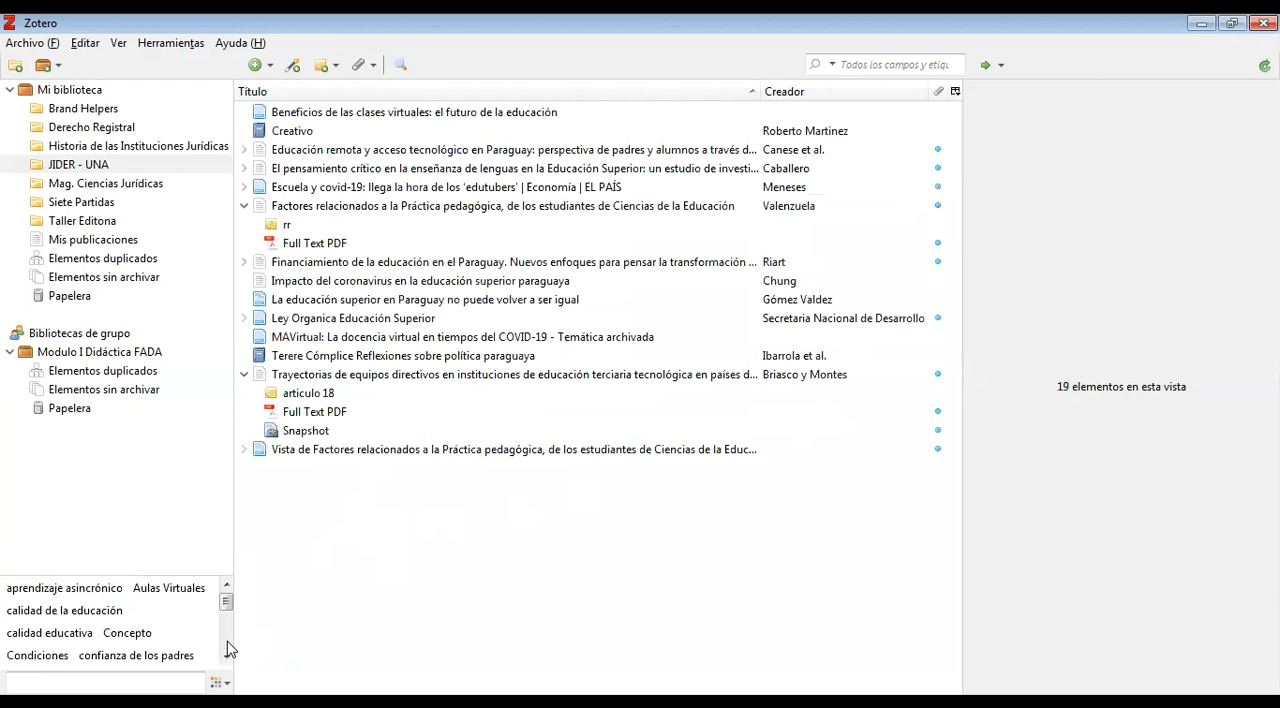 Zotero
Archivo (F) Editar Ver Herramientas Ayuda (H)
Todos los campos y etiq
Mi biblioteca
Brand Helpers
Derecho Registral
Historia de las Instituciones Jurídicas
JIDER - UNA
Mag. Ciencias Jurídicas
Siete Partidas
Taller Editona
Mis publicaciones
Elementos duplicados
Elementos sin archivar
Papelera
Bibliotecas de grupo
Modulo I Didáctica FADA
Elementos duplicados
Elementos sin archivar
Papelera
aprendizaje asincrónico Aulas Virtuales
calidad de la educación
calidad educativa Concepto
Condiciones confianza de los padres
Título Creador
Beneficios de las clases virtuales: el futuro de la educación
Creativo Roberto Martinez
Educación remota y acceso tecnológico en Paraguay: perspectiva de padres y alumnos a través d... Canese et al.
El pensamiento crítico en la enseñanza de lenguas en la Educación Superior: un estudio de investi... Caballero
Escuela y covid-19: llega la hora de los 'edutubers' | Economía | EL PAÍS Meneses
Factores relacionados a la Práctica pedagógica, de los estudiantes de Ciencias de la Educación Valenzuela
rr
Full Text PDF
Financiamiento de la educación en el Paraguay. Nuevos enfoques para pensar la transformación ... Riart
Impacto del coronavirus en la educación superior paraguaya Chung
La educación superior en Paraguay no puede volver a ser igual Gómez Valdez
Ley Organica Educación Superior Secretaria Nacional de Desarrollo
MAVirtual: La docencia virtual en tiempos del COVID-19 - Temática archivada
Terere Cómplice Reflexiones sobre política paraguaya Ibarrola et al.
Trayectorias de equipos directivos en instituciones de educación terciaria tecnológica en países d... Briasco y Montes
articulo 18
Full Text PDF
Snapshot
Vista de Factores relacionados a la Práctica pedagógica, de los estudiantes de Ciencias de la Educ...
19 elementos en esta vista